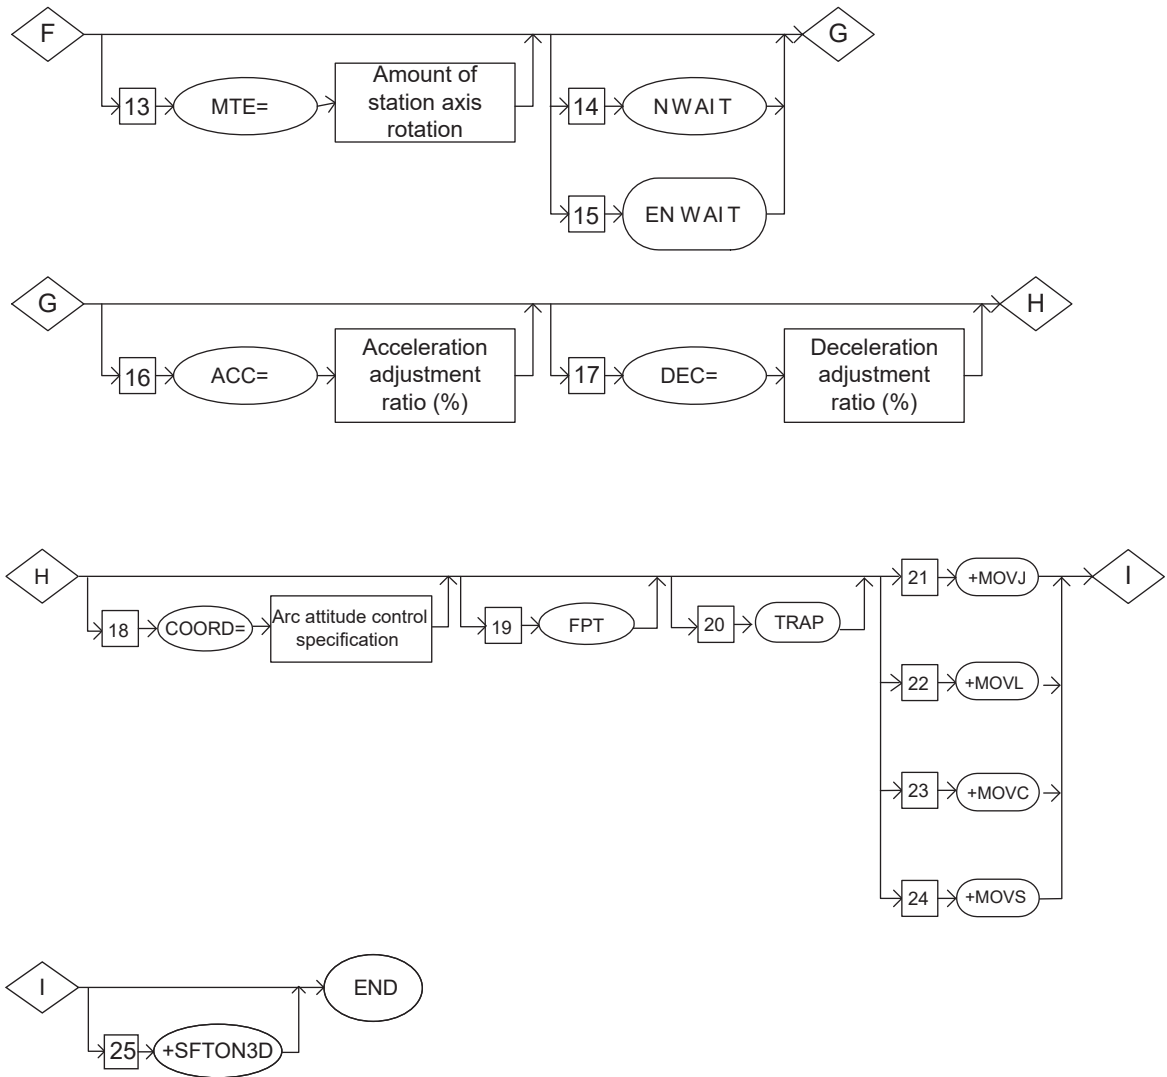 F
G
13
MTE=
Amount of
station axis
rotation
14
NWAIT
15
ENWAIT
G
H
16
ACC=
Acceleration
adjustment
ratio (%)
17
DEC=
Deceleration
adjustment
ratio (%)
H
I
18
COORD=
Arc attitude control
specification
19
FPT
20
TRAP
21
+MOVJ
22
+MOVL
23
+MOVC
24
+MOVS
I
END
25
+SFTON3D